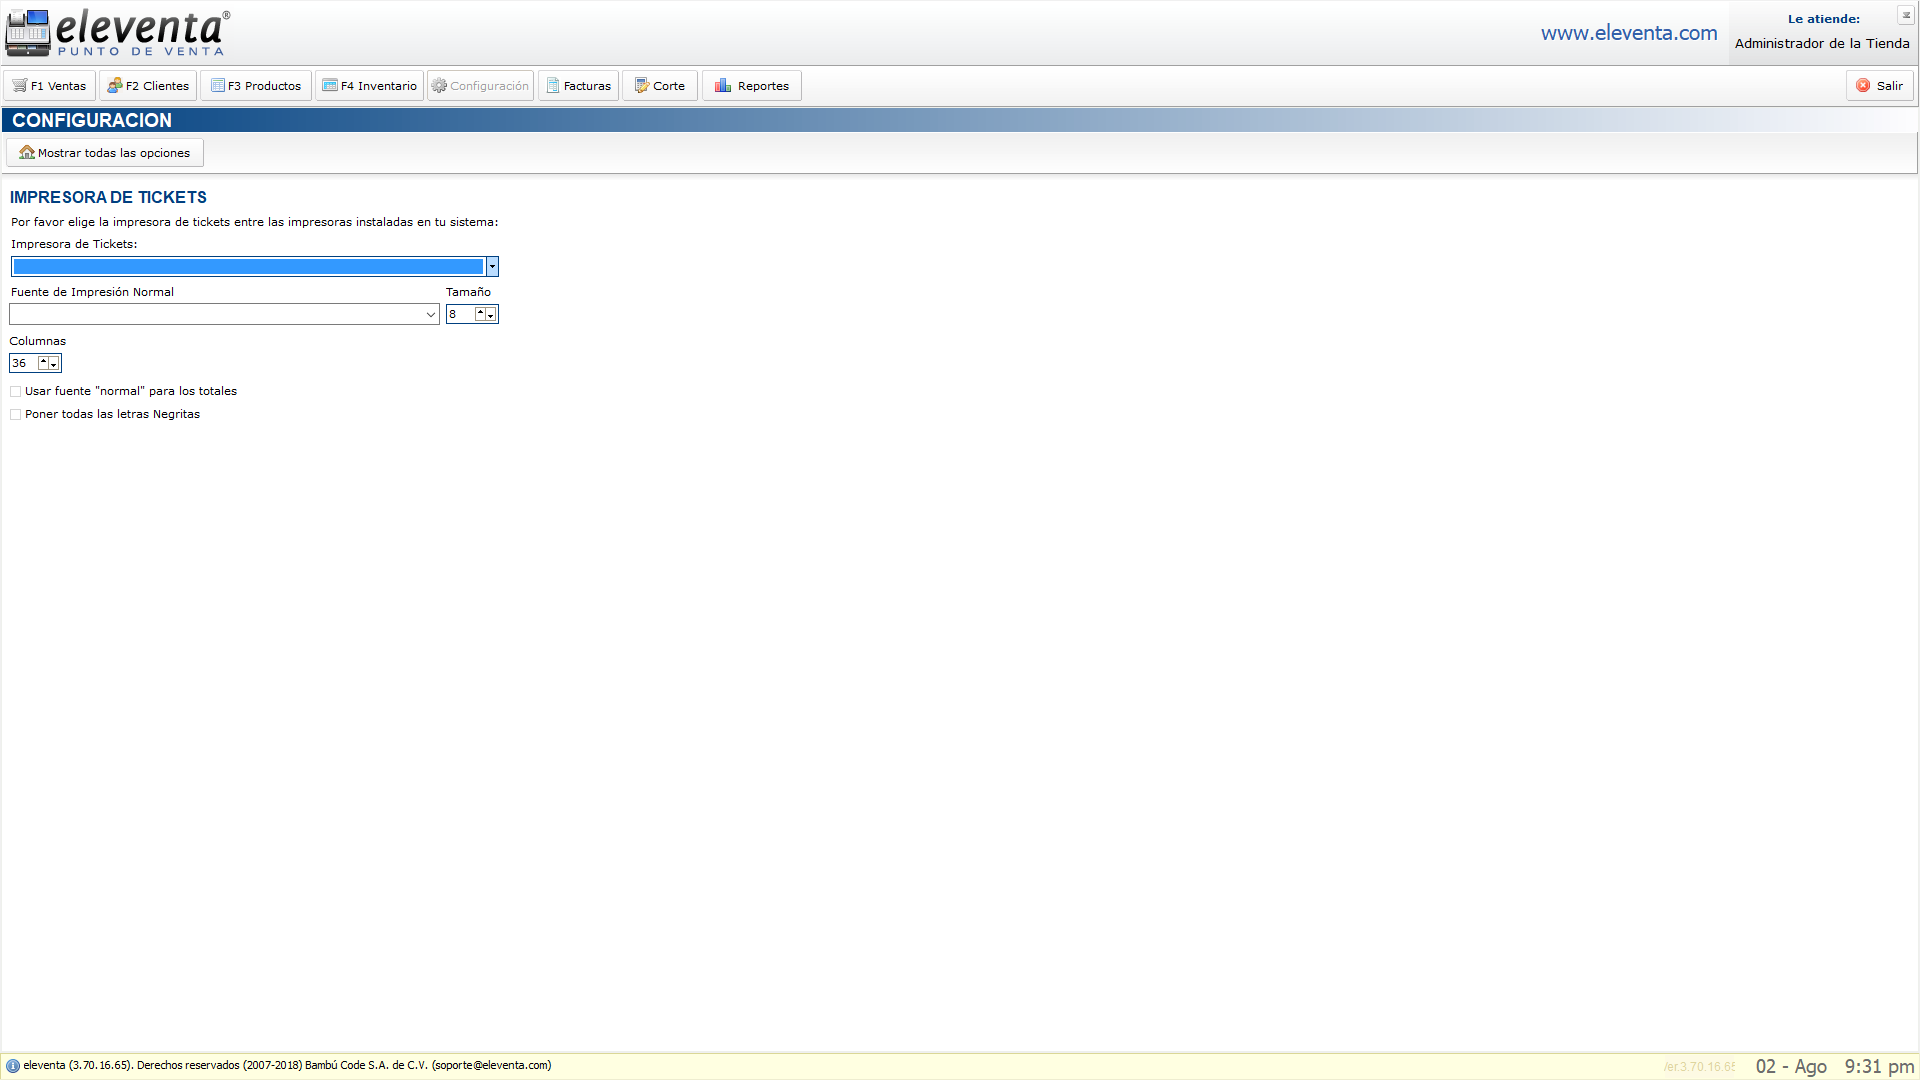 eleventa®
PUNTO DE VENTA
www.eleventa.com
Le atiende:
Administrador de la Tienda
F1 Ventas
F2 Clientes
F3 Productos
F4 Inventario
Configuración
Facturas
Corte
Reportes
Salir
CONFIGURACION
Mostrar todas las opciones
IMPRESORA DE TICKETS
Por favor elige la impresora de tickets entre las impresoras instaladas en tu sistema:
Impresora de Tickets:
Fuente de Impresión Normal
Tamaño
8
Columnas
36
Usar fuente "normal" para los totales
Poner todas las letras Negritas
eleventa (3.70.16.65). Derechos reservados (2007-2018) Bambú Code S.A. de C.V. (soporte@eleventa.com)
/er.3.70.16.65
02 - Ago
9:31 pm